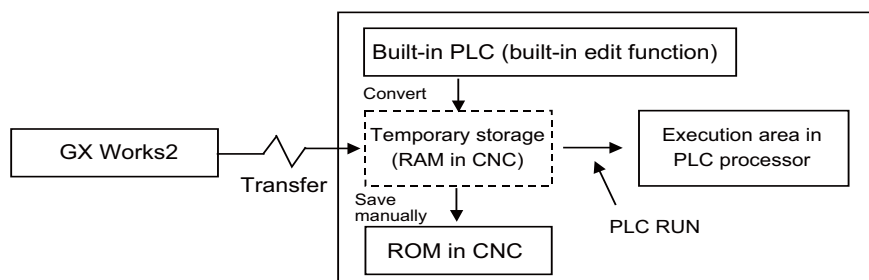 Built-in PLC (built-in edit function)
Convert
GX Works2
Transfer
Temporary storage
(RAM in CNC)
Execution area in
PLC processor
Save
manually
PLC RUN
ROM in CNC